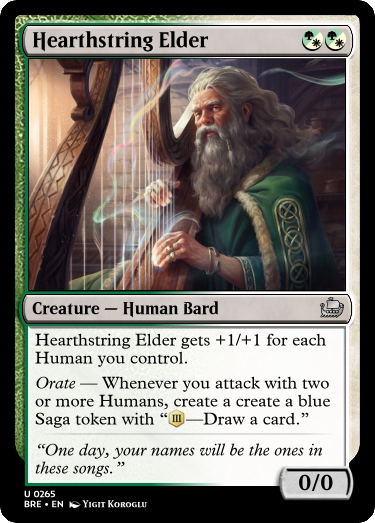 Hearthstring Elder
Creature — Human Bard
Hearthstring Elder gets +1/+1 for each
Human you control.
Orate — Whenever you attack with two
or more Humans, create a create a blue
Saga token with “III—Draw a card.”
“One day, your names will be the ones in
these songs.”
0/0
U 0265
BRE • EN Yigit Koroglu